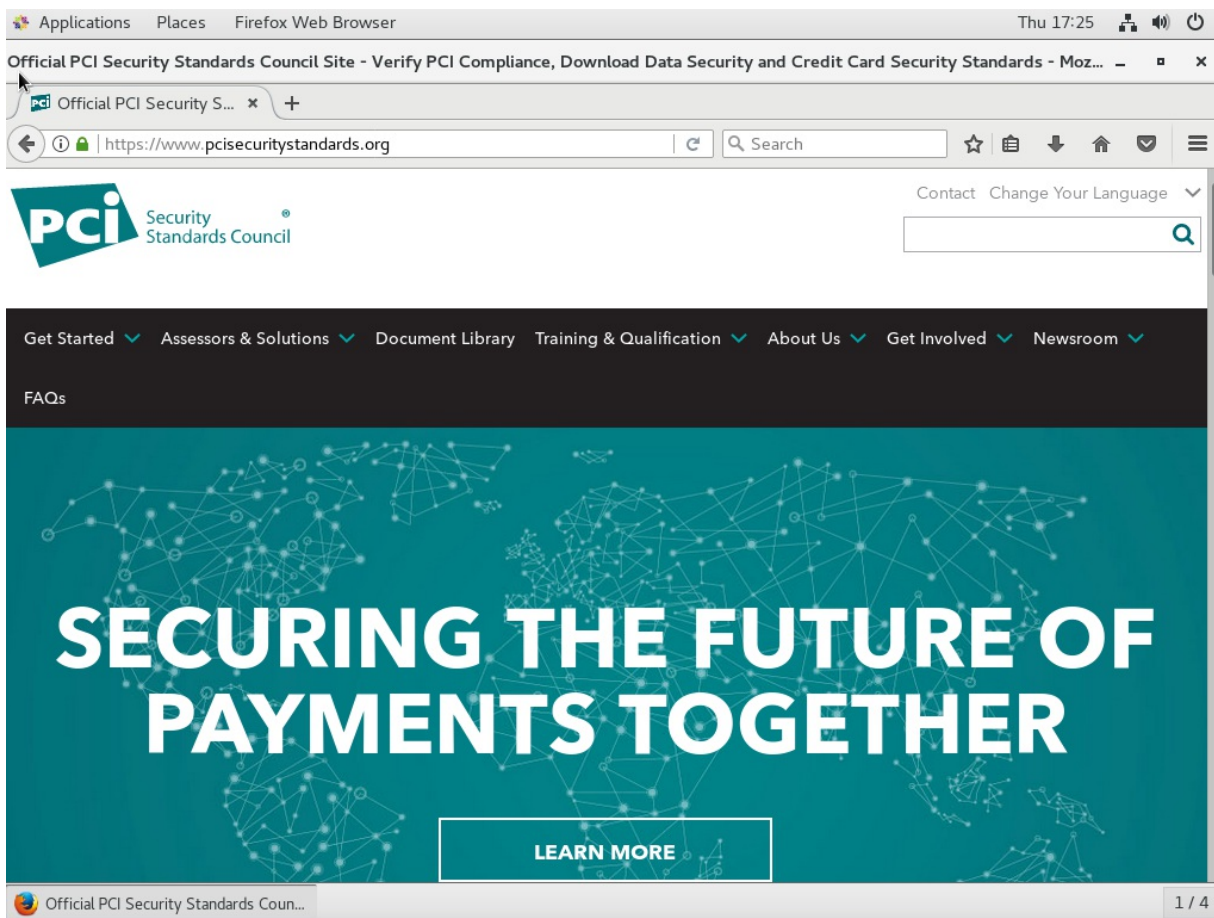 Applications Places Firefox Web Browser Thu 17:25
Official PCI Security Standards Council Site - Verify PCI Compliance, Download Data Security and Credit Card Security Standards - Moz...
PCI Official PCI Security S...
https://www.pcisecuritystandards.org Search
Contact Change Your Language
PCI Security
Standards Council ®
Get Started Assessors & Solutions Document Library Training & Qualification About Us Get Involved Newsroom
FAQs
SECURING THE FUTURE OF
PAYMENTS TOGETHER
LEARN MORE
Official PCI Security Standards Coun... 1 / 4